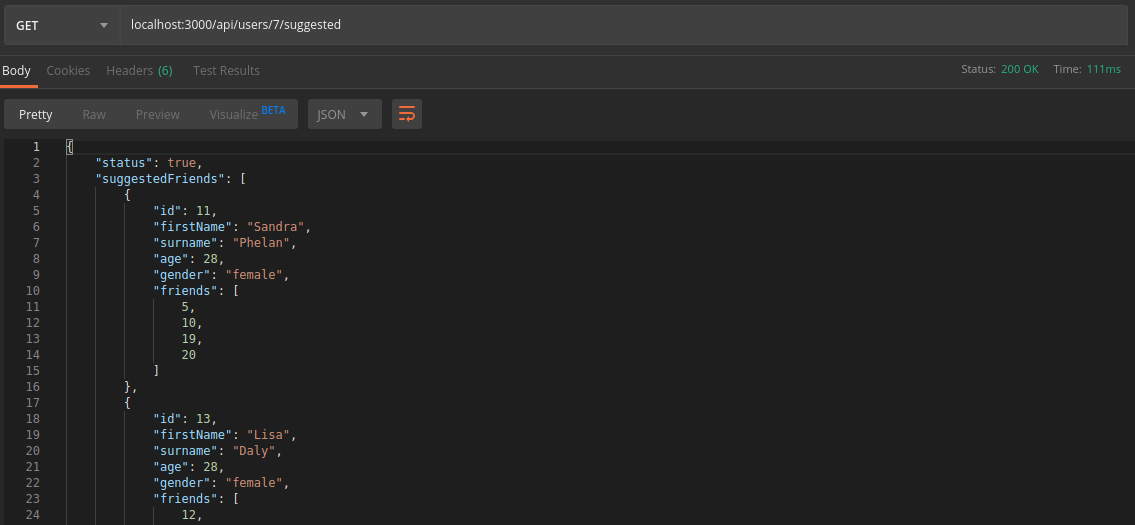 GET localhost:3000/api/users/7/suggested
Body Cookies Headers (6) Test Results Status: 200 OK Time: 111ms
Pretty Raw Preview Visualize BETA JSON
1 {
2 "status": true,
3 "suggestedFriends": [
4 {
5 "id": 11,
6 "firstName": "Sandra",
7 "surname": "Phelan",
8 "age": 28,
9 "gender": "female",
10 "friends": [
11 5,
12 10,
13 19,
14 20
15 ]
16 },
17 {
18 "id": 13,
19 "firstName": "Lisa",
20 "surname": "Daly",
21 "age": 28,
22 "gender": "female",
23 "friends": [
24 12,